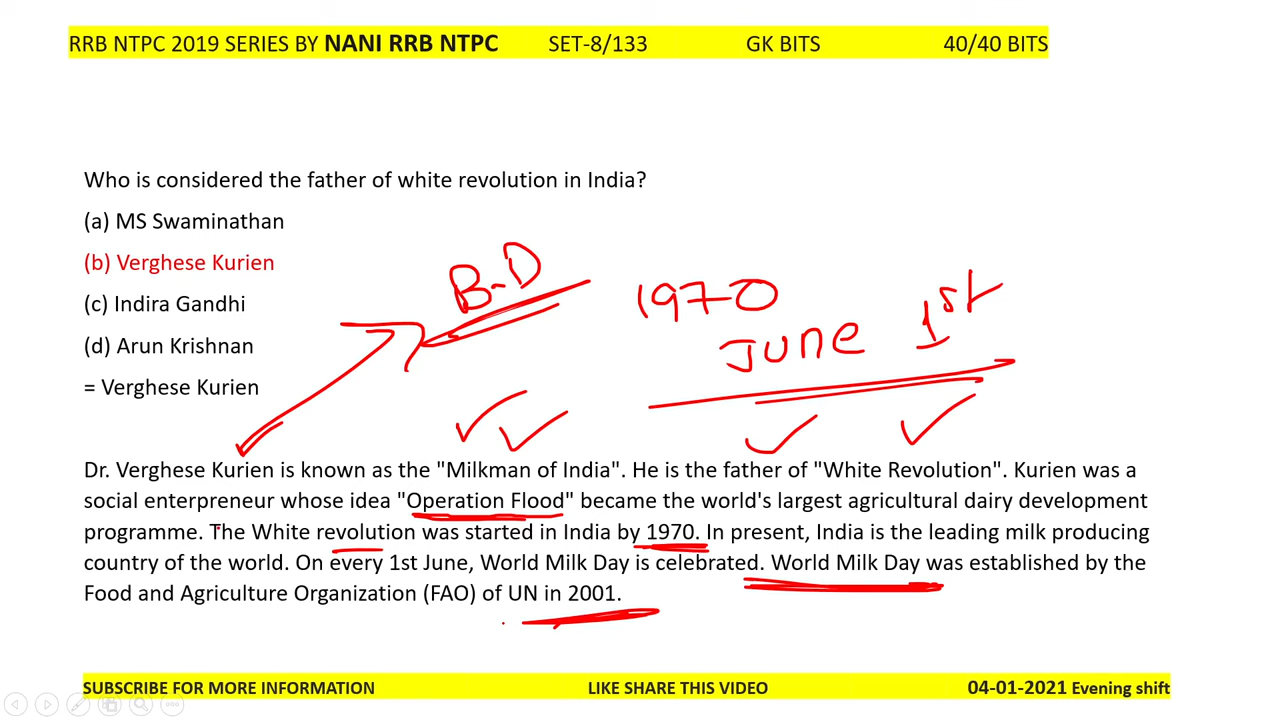 RRB NTPC 2019 SERIES BY NANI RRB NTPC SET-8/133 GK BITS 40/40 BITS
Who is considered the father of white revolution in India?
(a) MS Swaminathan
(b) Verghese Kurien
(c) Indira Gandhi
(d) Arun Krishnan
= Verghese Kurien
B-D
1970
June 1st
Dr. Verghese Kurien is known as the "Milkman of India". He is the father of "White Revolution". Kurien was a
social enterpreneur whose idea "Operation Flood" became the world's largest agricultural dairy development
programme. The White revolution was started in India by 1970. In present, India is the leading milk producing
country of the world. On every 1st June, World Milk Day is celebrated. World Milk Day was established by the
Food and Agriculture Organization (FAO) of UN in 2001.
SUBSCRIBE FOR MORE INFORMATION LIKE SHARE THIS VIDEO 04-01-2021 Evening shift